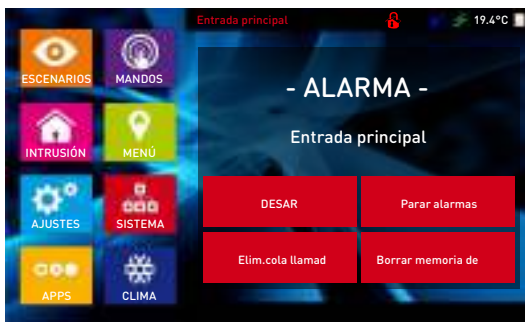 Entrada principal
19.4°C
ESCENARIOS
MANDOS
- ALARMA -
Entrada principal
INTRUSIÓN
MENÚ
DESAR
Parar alarmas
AJUSTES
SISTEMA
Elim.cola llamad
Borrar memoria de
APPS
CLIMA